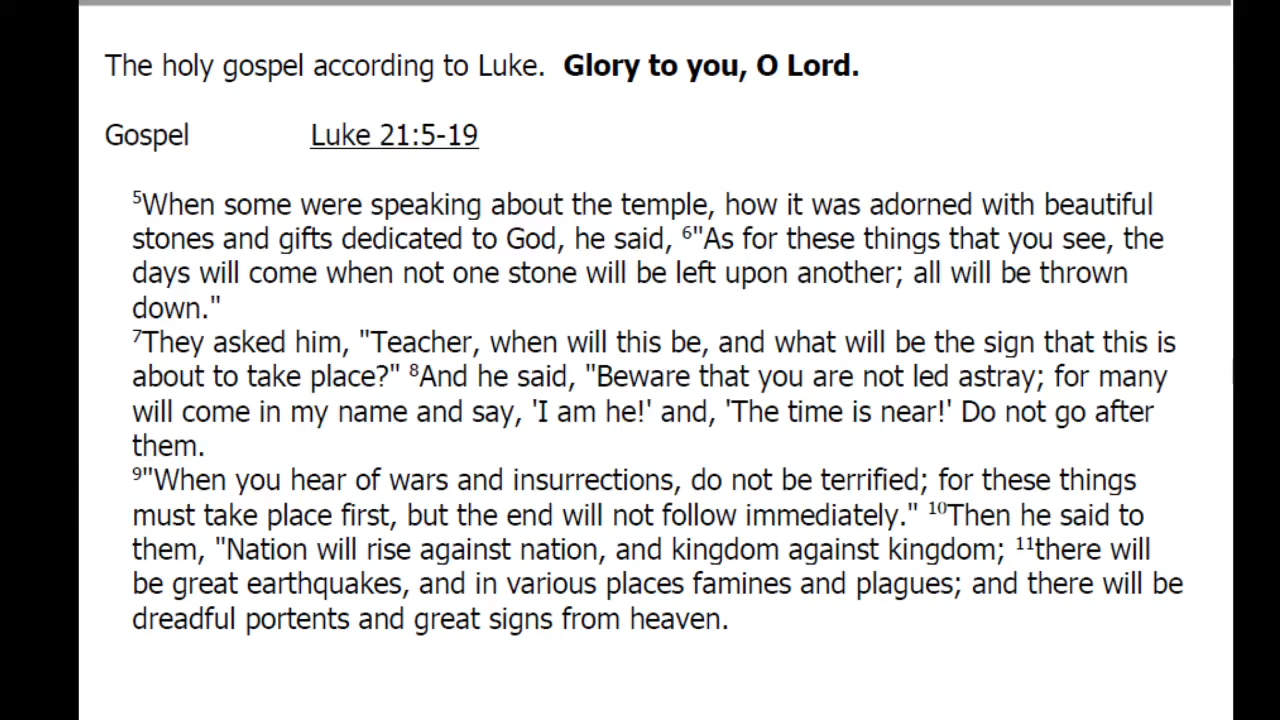 The holy gospel according to Luke. Glory to you, O Lord.
Gospel Luke 21:5-19
⁵When some were speaking about the temple, how it was adorned with beautiful
stones and gifts dedicated to God, he said, ⁶"As for these things that you see, the
days will come when not one stone will be left upon another; all will be thrown
down."
⁷They asked him, "Teacher, when will this be, and what will be the sign that this is
about to take place?" ⁸And he said, "Beware that you are not led astray; for many
will come in my name and say, 'I am he!' and, 'The time is near!' Do not go after
them.
⁹"When you hear of wars and insurrections, do not be terrified; for these things
must take place first, but the end will not follow immediately." ¹⁰Then he said to
them, "Nation will rise against nation, and kingdom against kingdom; ¹¹there will
be great earthquakes, and in various places famines and plagues; and there will be
dreadful portents and great signs from heaven.